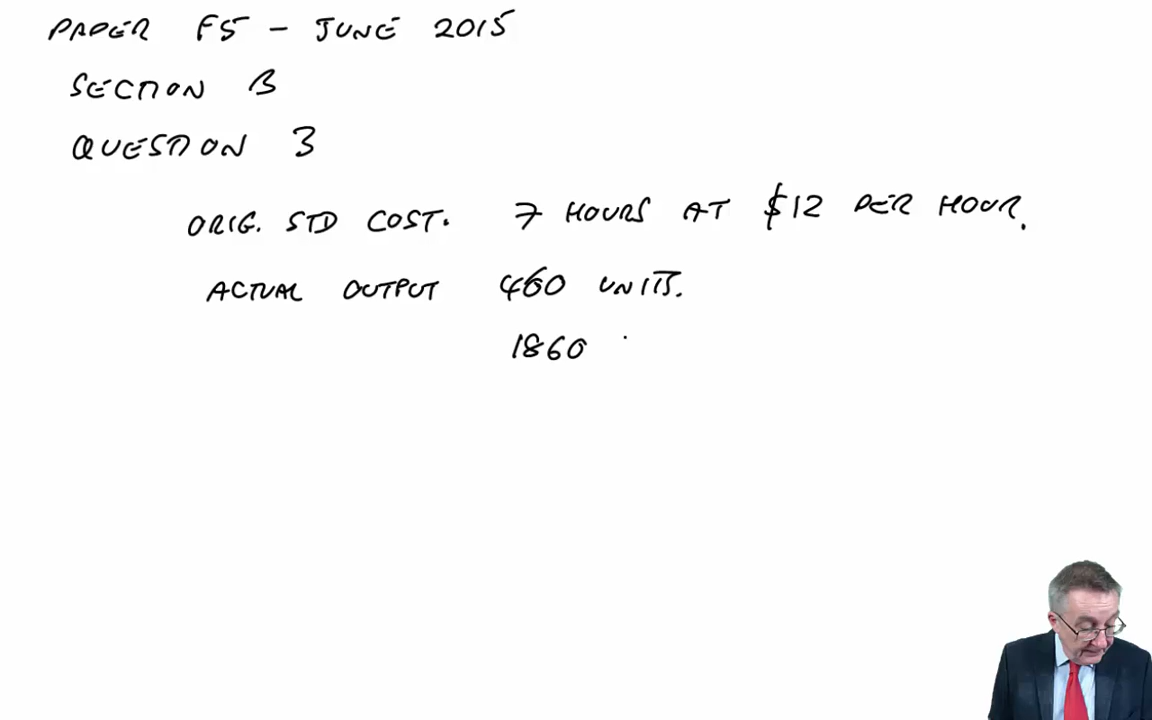 PAPER F5 - JUNE 2015
SECTION B
QUESTION 3
ORIG. STD COST. 7 HOURS AT $12 PER HOUR.
ACTUAL OUTPUT 460 UNITS.
1860